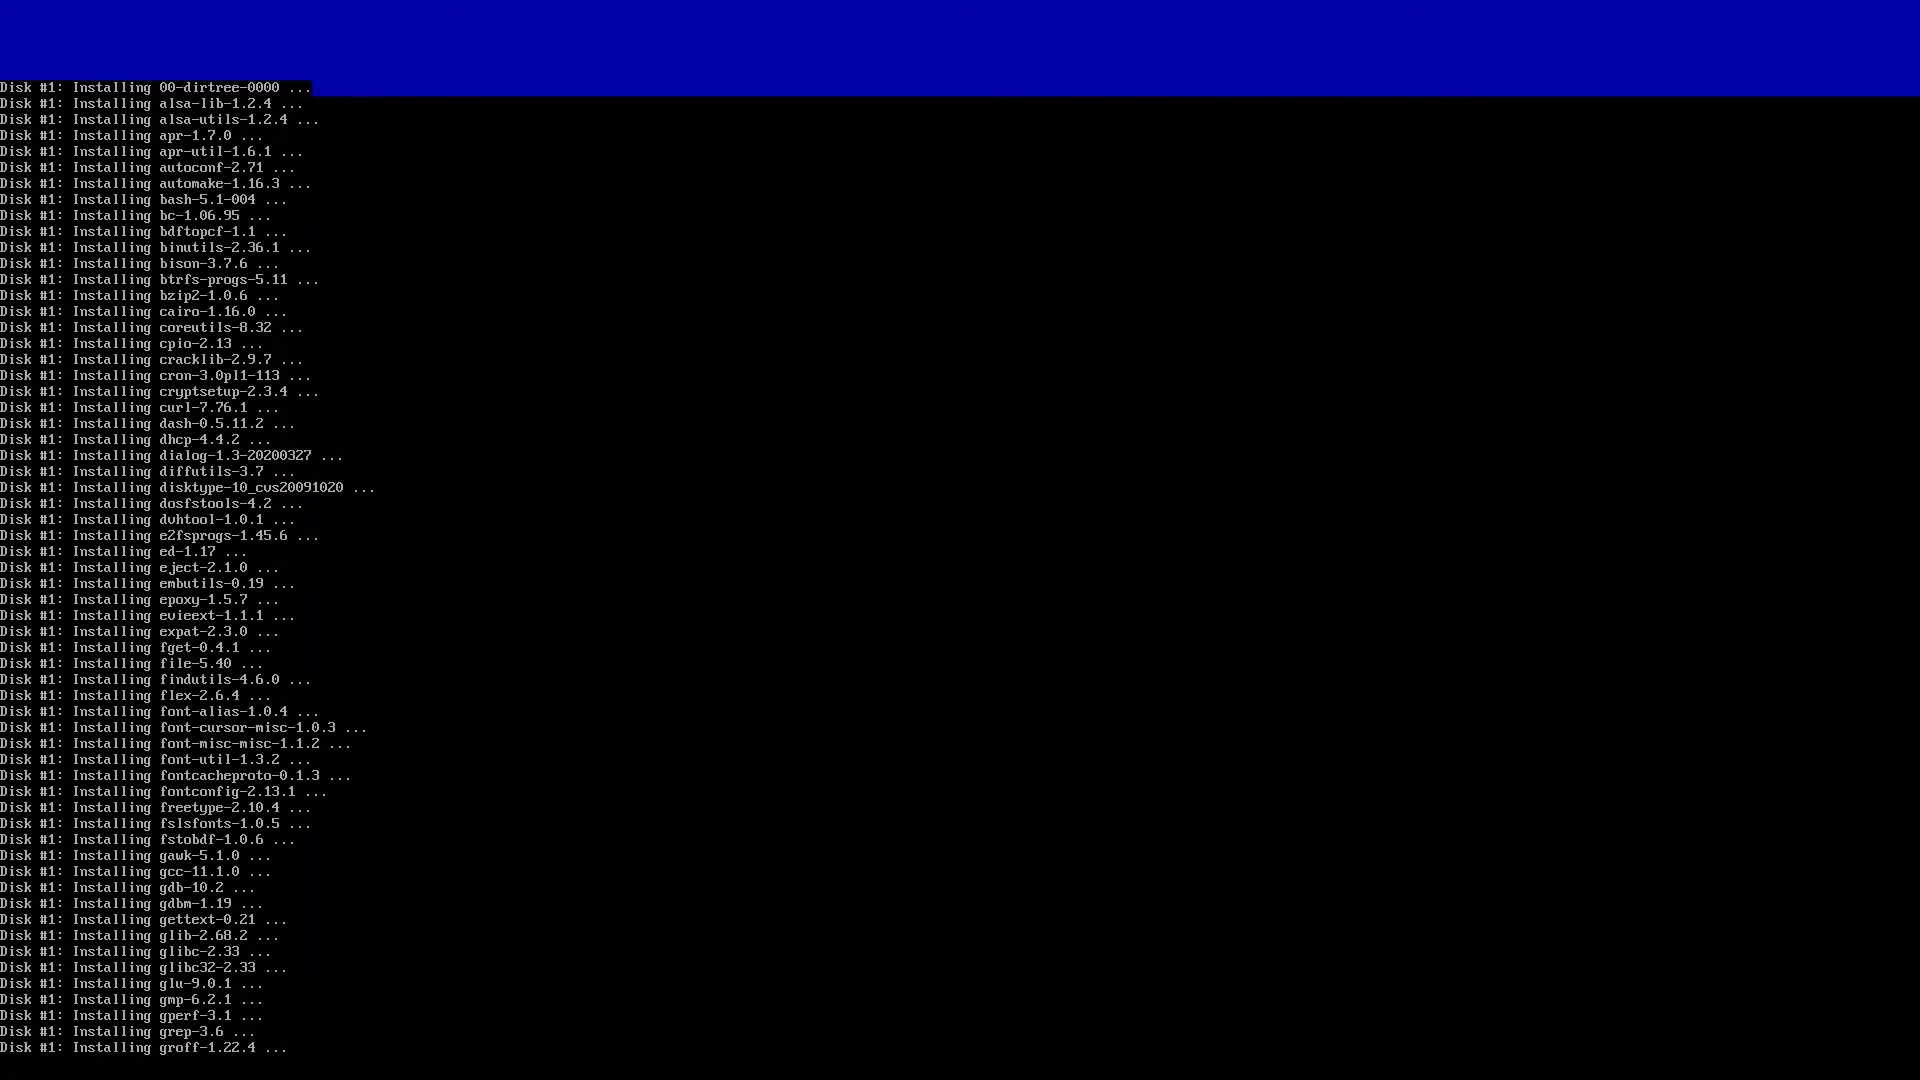 Disk #1: Installing 00-dirtree-0000 ...
Disk #1: Installing alsa-lib-1.2.4 ...
Disk #1: Installing alsa-utils-1.2.4 ...
Disk #1: Installing apr-1.7.0 ...
Disk #1: Installing apr-util-1.6.1 ...
Disk #1: Installing autoconf-2.71 ...
Disk #1: Installing automake-1.16.3 ...
Disk #1: Installing bash-5.1-004 ...
Disk #1: Installing bc-1.06.95 ...
Disk #1: Installing bdftopcf-1.1 ...
Disk #1: Installing binutils-2.36.1 ...
Disk #1: Installing bison-3.7.6 ...
Disk #1: Installing btrfs-progs-5.11 ...
Disk #1: Installing bzip2-1.0.6 ...
Disk #1: Installing cairo-1.16.0 ...
Disk #1: Installing coreutils-8.32 ...
Disk #1: Installing cpio-2.13 ...
Disk #1: Installing cracklib-2.9.7 ...
Disk #1: Installing cron-3.0pl1-113 ...
Disk #1: Installing cryptsetup-2.3.4 ...
Disk #1: Installing curl-7.76.1 ...
Disk #1: Installing dash-0.5.11.2 ...
Disk #1: Installing dhcp-4.4.2 ...
Disk #1: Installing dialog-1.3-20200327 ...
Disk #1: Installing diffutils-3.7 ...
Disk #1: Installing disktype-10_cvs20091020 ...
Disk #1: Installing dosfstools-4.2 ...
Disk #1: Installing dvhtool-1.0.1 ...
Disk #1: Installing e2fsprogs-1.45.6 ...
Disk #1: Installing ed-1.17 ...
Disk #1: Installing eject-2.1.0 ...
Disk #1: Installing embutils-0.19 ...
Disk #1: Installing epoxy-1.5.7 ...
Disk #1: Installing evieext-1.1.1 ...
Disk #1: Installing expat-2.3.0 ...
Disk #1: Installing fget-0.4.1 ...
Disk #1: Installing file-5.40 ...
Disk #1: Installing findutils-4.6.0 ...
Disk #1: Installing flex-2.6.4 ...
Disk #1: Installing font-alias-1.0.4 ...
Disk #1: Installing font-cursor-misc-1.0.3 ...
Disk #1: Installing font-misc-misc-1.1.2 ...
Disk #1: Installing font-util-1.3.2 ...
Disk #1: Installing fontcacheproto-0.1.3 ...
Disk #1: Installing fontconfig-2.13.1 ...
Disk #1: Installing freetype-2.10.4 ...
Disk #1: Installing fslsfonts-1.0.5 ...
Disk #1: Installing fstobdf-1.0.6 ...
Disk #1: Installing gawk-5.1.0 ...
Disk #1: Installing gcc-11.1.0 ...
Disk #1: Installing gdb-10.2 ...
Disk #1: Installing gdbm-1.19 ...
Disk #1: Installing gettext-0.21 ...
Disk #1: Installing glib-2.68.2 ...
Disk #1: Installing glibc-2.33 ...
Disk #1: Installing glibc32-2.33 ...
Disk #1: Installing glu-9.0.1 ...
Disk #1: Installing gmp-6.2.1 ...
Disk #1: Installing gperf-3.1 ...
Disk #1: Installing grep-3.6 ...
Disk #1: Installing groff-1.22.4 ...